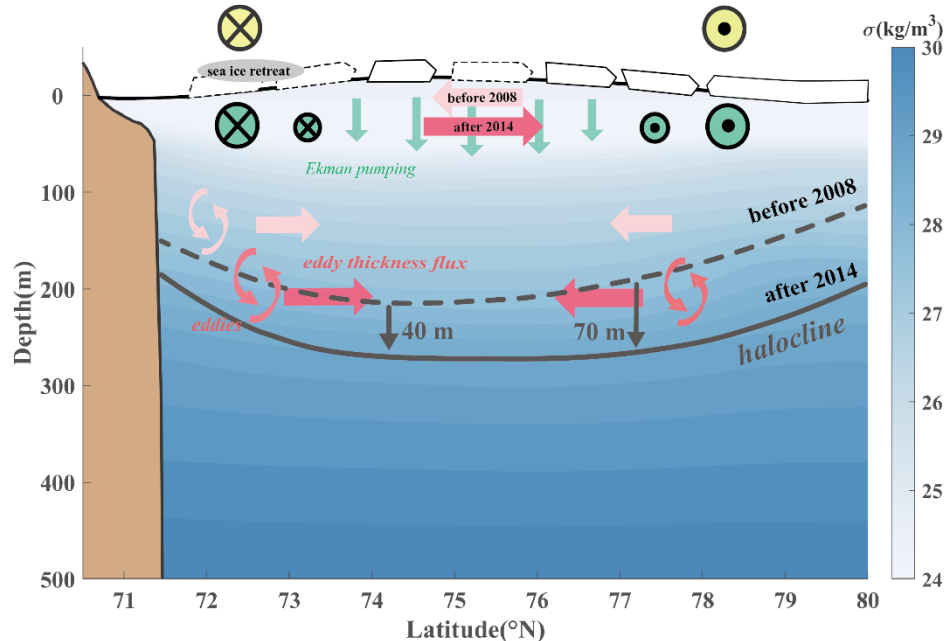 σ(kg/m³)
sea ice retreat
before 2008
after 2014
Ekman pumping
before 2008
eddy thickness flux
after 2014
eddies
40 m
70 m
halocline
Depth(m)
0
100
200
300
400
500
71
72
73
74
75
76
77
78
79
80
Latitude(°N)
30
29
28
27
26
25
24